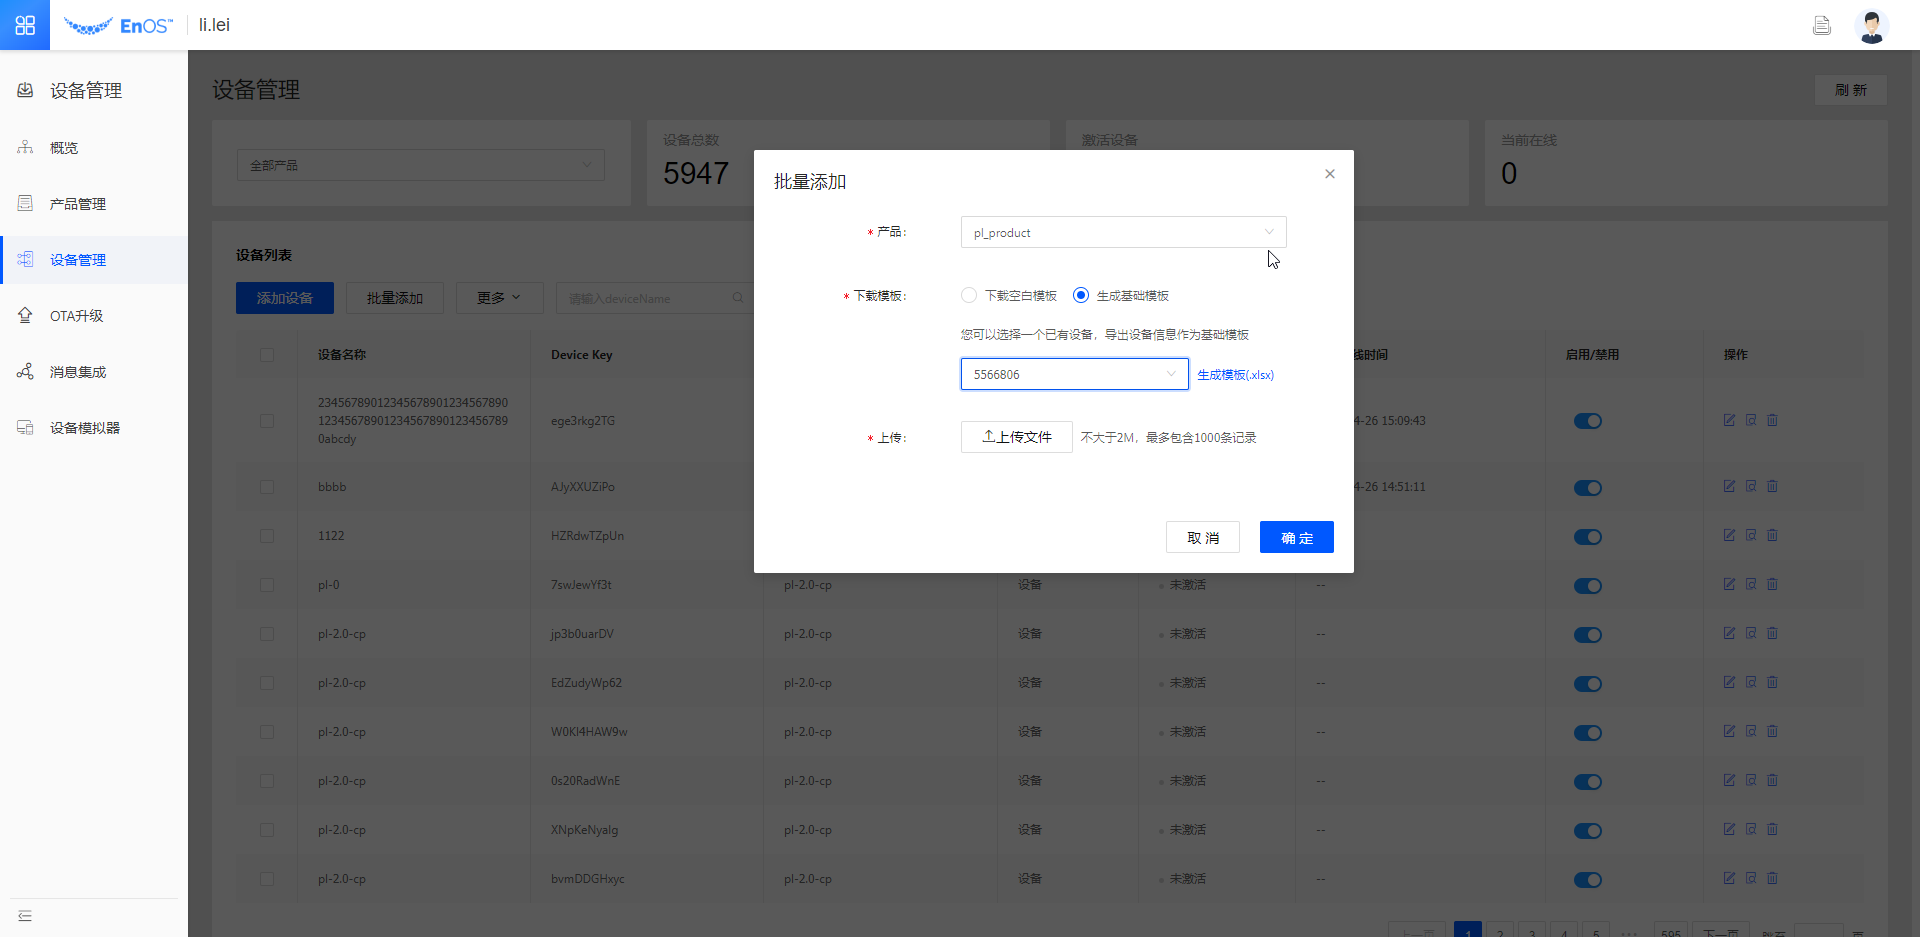 EnOS™
li.lei
设备管理
概览
产品管理
设备管理
OTA升级
消息集成
设备模拟器
设备管理
刷 新
全部产品
设备总数
5947
激活设备
当前在线
0
设备列表
添加设备
批量添加
更多
请输入deviceName
设备名称
Device Key
线时间
启用/禁用
操作
23456789012345678901234567890
12345678901234567890123456789
0abcdy
ege3rkg2TG
4-26 15:09:43
bbbb
AJyXXUZiPo
4-26 14:51:11
1122
HZRdwTZpUn
pl-0
7swJewYf3t
pl-2.0-cp
设备
未激活
--
pl-2.0-cp
jp3b0uarDV
pl-2.0-cp
设备
未激活
--
pl-2.0-cp
EdZudyWp62
pl-2.0-cp
设备
未激活
--
pl-2.0-cp
W0KI4HAW9w
pl-2.0-cp
设备
未激活
--
pl-2.0-cp
0s20RadWnE
pl-2.0-cp
设备
未激活
--
pl-2.0-cp
XNpKeNyaIg
pl-2.0-cp
设备
未激活
--
pl-2.0-cp
bvmDDGHxyc
pl-2.0-cp
设备
未激活
--
上一页
1
2
3
4
5
•••
595
下一页
跳至
页
批量添加
* 产品:
pl_product
* 下载模板:
下载空白模板
生成基础模板
您可以选择一个已有设备，导出设备信息作为基础模板
5566806
生成模板(.xlsx)
* 上传:
上传文件
不大于2M，最多包含1000条记录
取 消
确 定